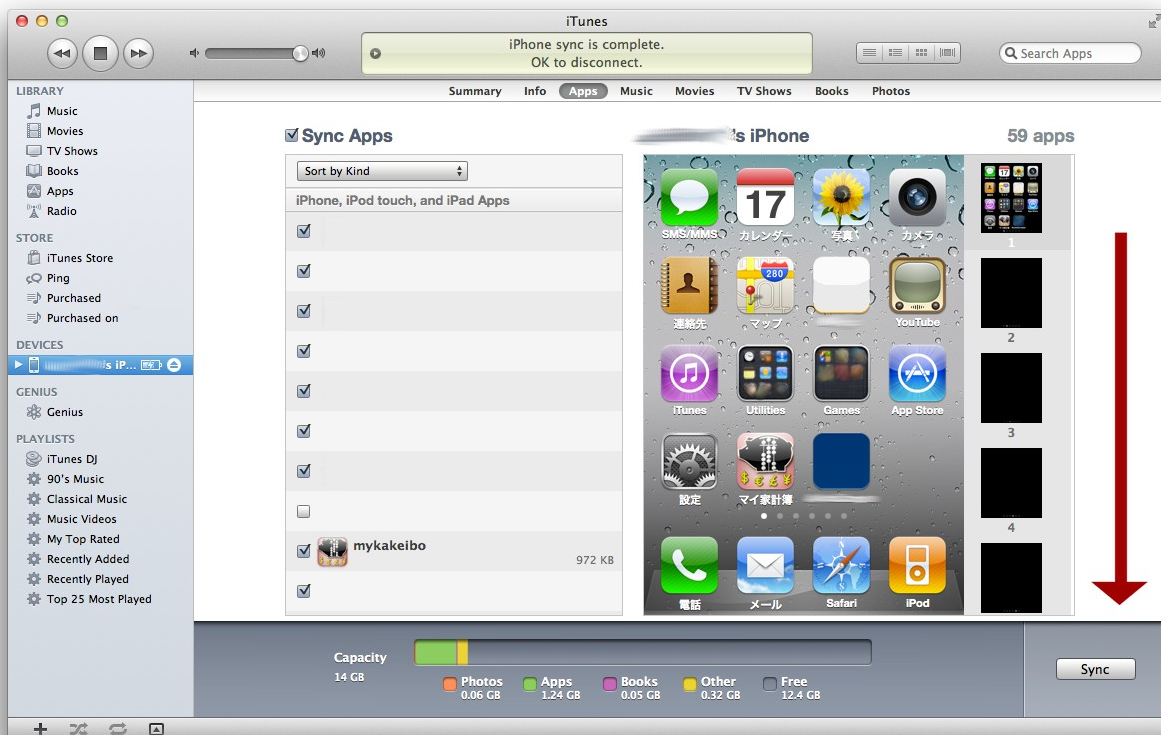 iTunes
iPhone sync is complete.
OK to disconnect.
Search Apps
Summary Info Apps Music Movies TV Shows Books Photos
LIBRARY
Music
Movies
TV Shows
Books
Apps
Radio
STORE
iTunes Store
Ping
Purchased
Purchased on
DEVICES
s iP...
GENIUS
Genius
PLAYLISTS
iTunes DJ
90's Music
Classical Music
Music Videos
My Top Rated
Recently Added
Recently Played
Top 25 Most Played
Sync Apps
Sort by Kind
iPhone, iPod touch, and iPad Apps
mykakeibo
972 KB
's iPhone
59 apps
17
SMS/MMS カレンダー 写真 カメラ
280
連絡先 マップ YouTube
iTunes Utilities Games App Store
設定 マイ家計簿
電話 メール Safari iPod
1
2
3
4
Capacity
14 GB
Photos
0.06 GB
Apps
1.24 GB
Books
0.05 GB
Other
0.32 GB
Free
12.4 GB
Sync